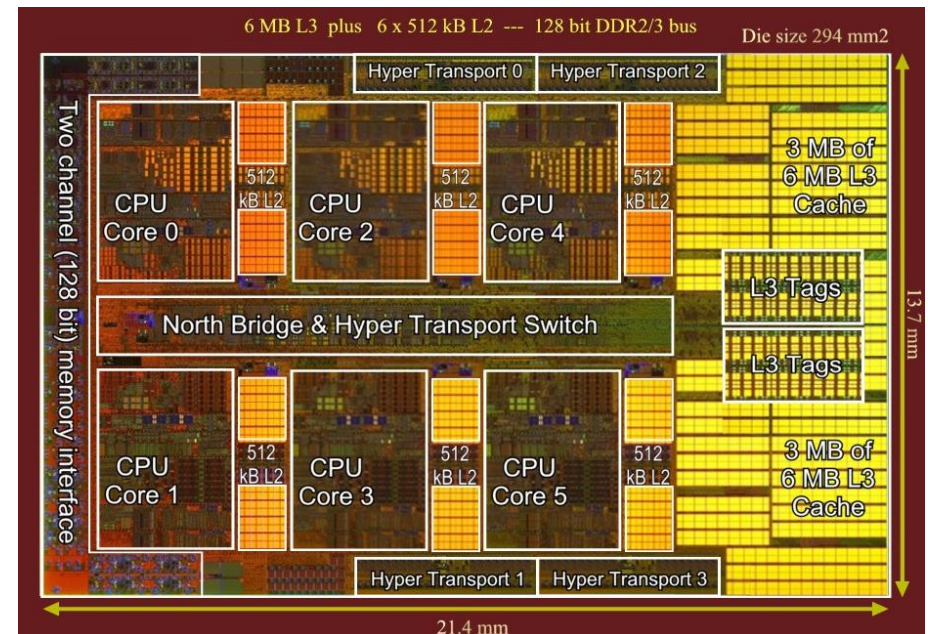 6 MB L3 plus 6 x 512 kB L2 --- 128 bit DDR2/3 bus
Die size 294 mm2
Hyper Transport 0
Hyper Transport 2
Two channel (128 bit) memory interface
CPU
Core 0
512
kB L2
CPU
Core 2
512
kB L2
CPU
Core 4
512
kB L2
3 MB of
6 MB L3
Cache
L3 Tags
North Bridge & Hyper Transport Switch
L3 Tags
13.7 mm
CPU
Core 1
512
kB L2
CPU
Core 3
512
kB L2
CPU
Core 5
512
kB L2
3 MB of
6 MB L3
Cache
Hyper Transport 1
Hyper Transport 3
21.4 mm